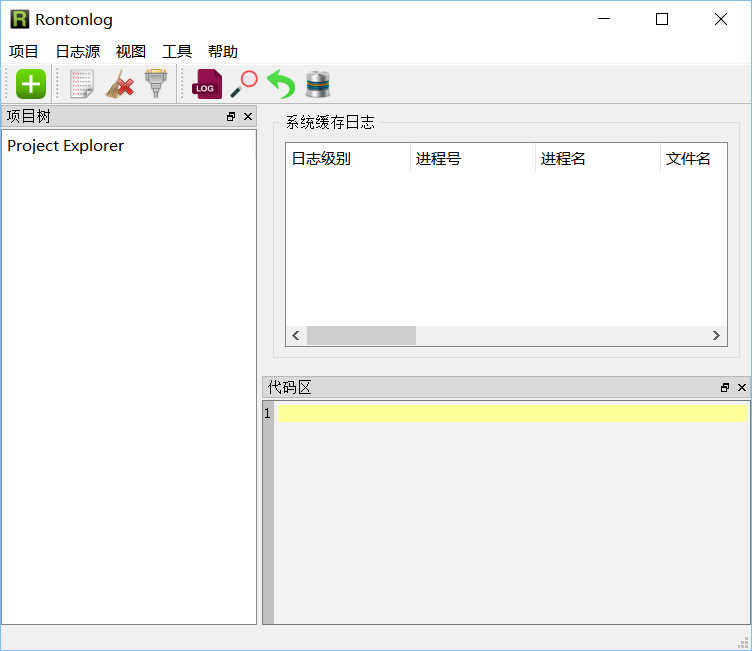 Rontonlog
项目 日志源 视图 工具 帮助
LOG
项目树
Project Explorer
系统缓存日志
日志级别 进程号 进程名 文件名
代码区
1